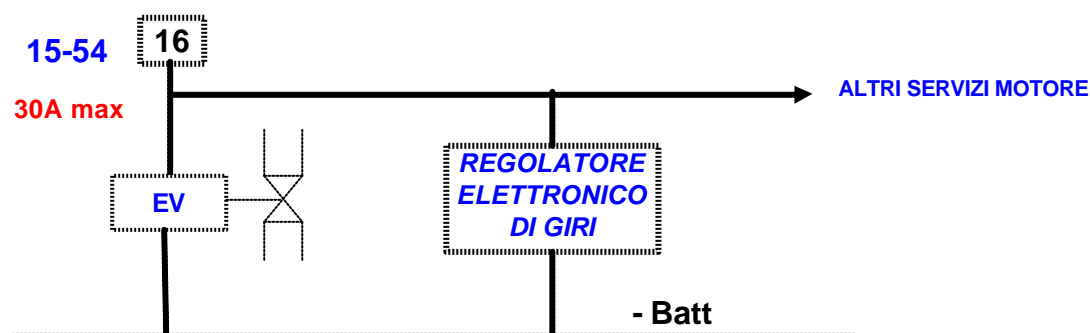 15-54
16
30A max
ALTRI SERVIZI MOTORE
EV
REGOLATORE
ELETTRONICO
DI GIRI
- Batt